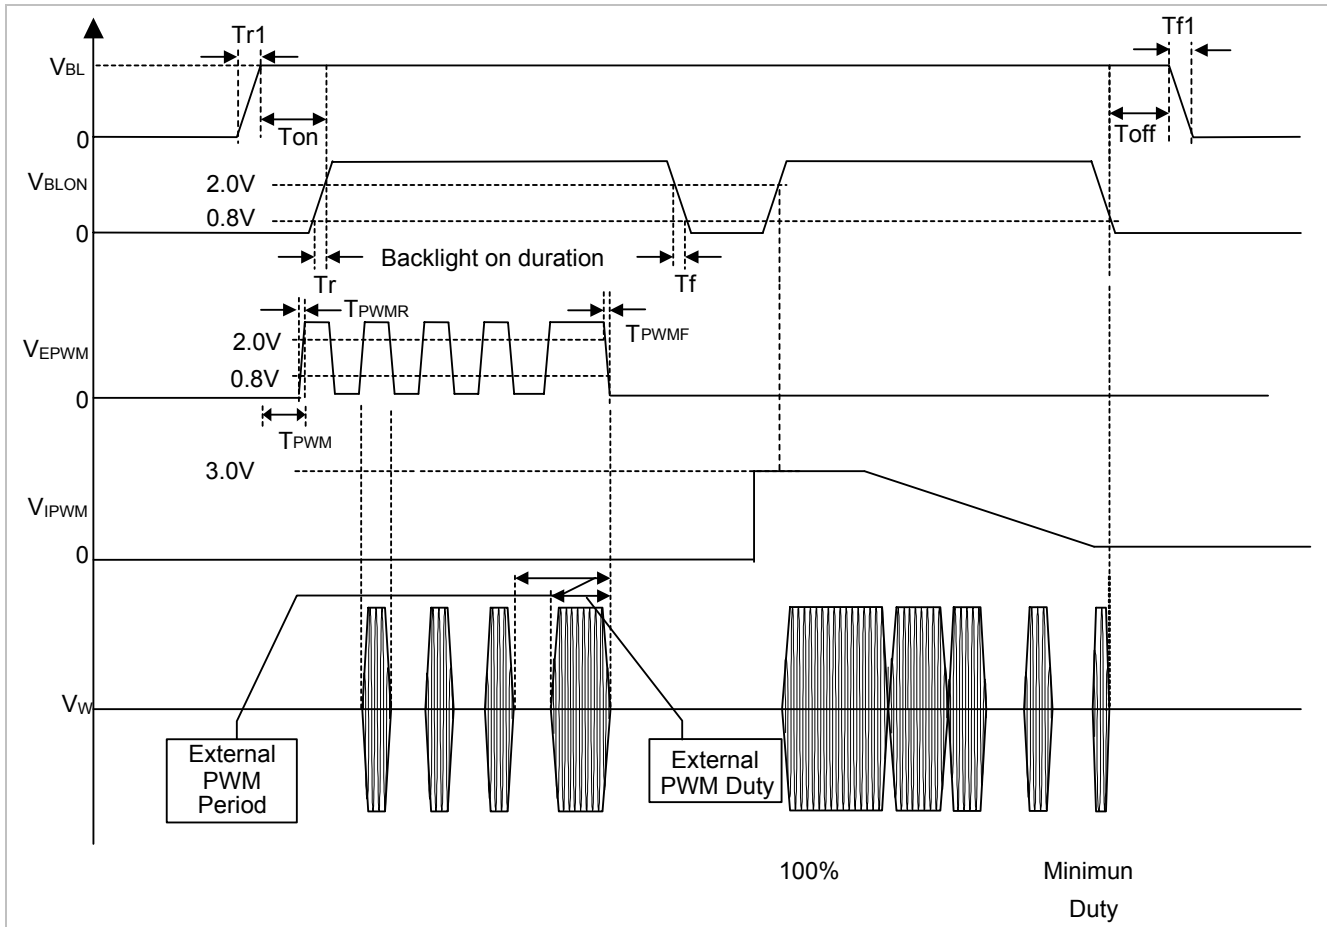 Tr1
Tf1
VBL
0
Ton
Toff
VBLON
2.0V
0.8V
0
Backlight on duration
Tr
Tf
TPWMR
TPWMF
VEPWM
2.0V
0.8V
0
TPWM
3.0V
VIPWM
0
VW
External
PWM
Period
External
PWM Duty
100%
Minimun
Duty